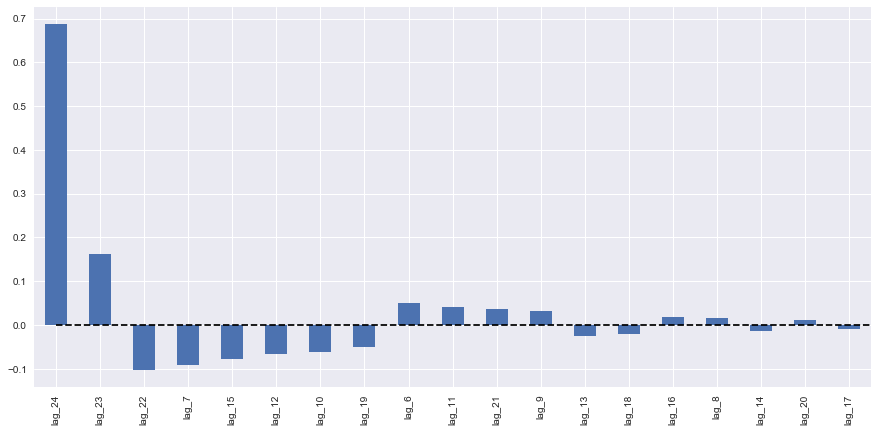 0.7
0.6
0.5
0.4
0.3
0.2
0.1
0.0
−0.1
lag_24
lag_23
lag_22
lag_7
lag_15
lag_12
lag_10
lag_19
lag_6
lag_11
lag_21
lag_9
lag_13
lag_18
lag_16
lag_8
lag_14
lag_20
lag_17